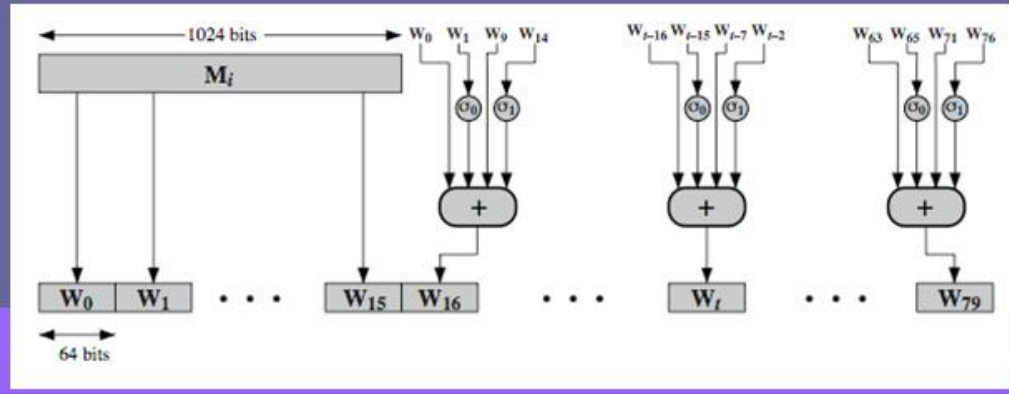 1024 bits
W0 W1 W9 W14
Wt–16 Wt–15 Wt–7 Wt–2
W63 W65 W71 W76
Mi
σ0 σ1
σ0 σ1
σ0 σ1
+ + +
W0 W1 • • • W15 W16 • • • Wt • • • W79
64 bits